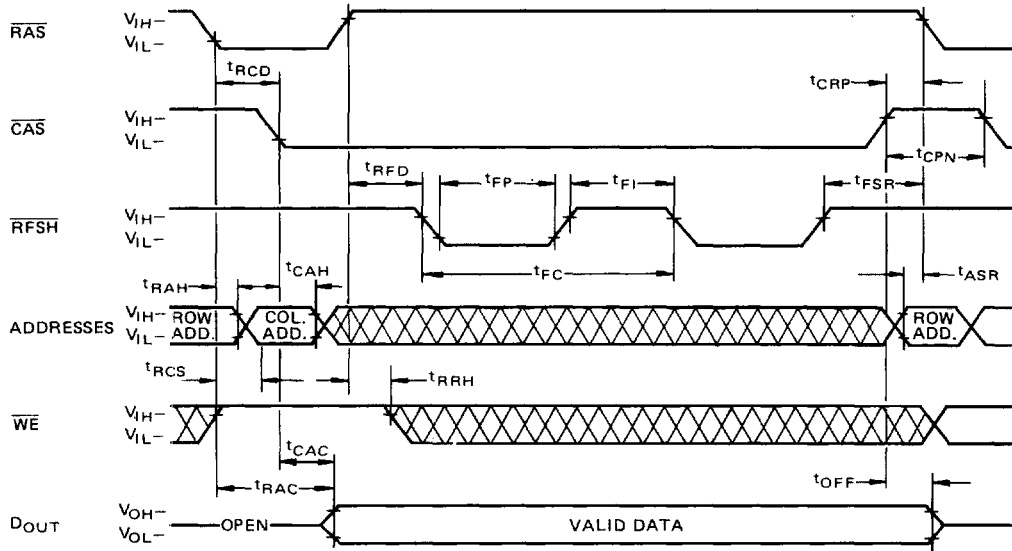 RAS
VIH–
VIL–
tRCD
tCRP
CAS
VIH–
VIL–
tCPN
tRFD
tFP
tFI
tFSR
RFSH
VIH–
VIL–
tFC
tRAH
tCAH
tASR
ADDRESSES
VIH–
VIL–
ROW
ADD.
COL.
ADD.
ROW
ADD.
tRCS
tRRH
WE
VIH–
VIL–
tCAC
tRAC
tOFF
DOUT
VOH–
VOL–
OPEN
VALID DATA